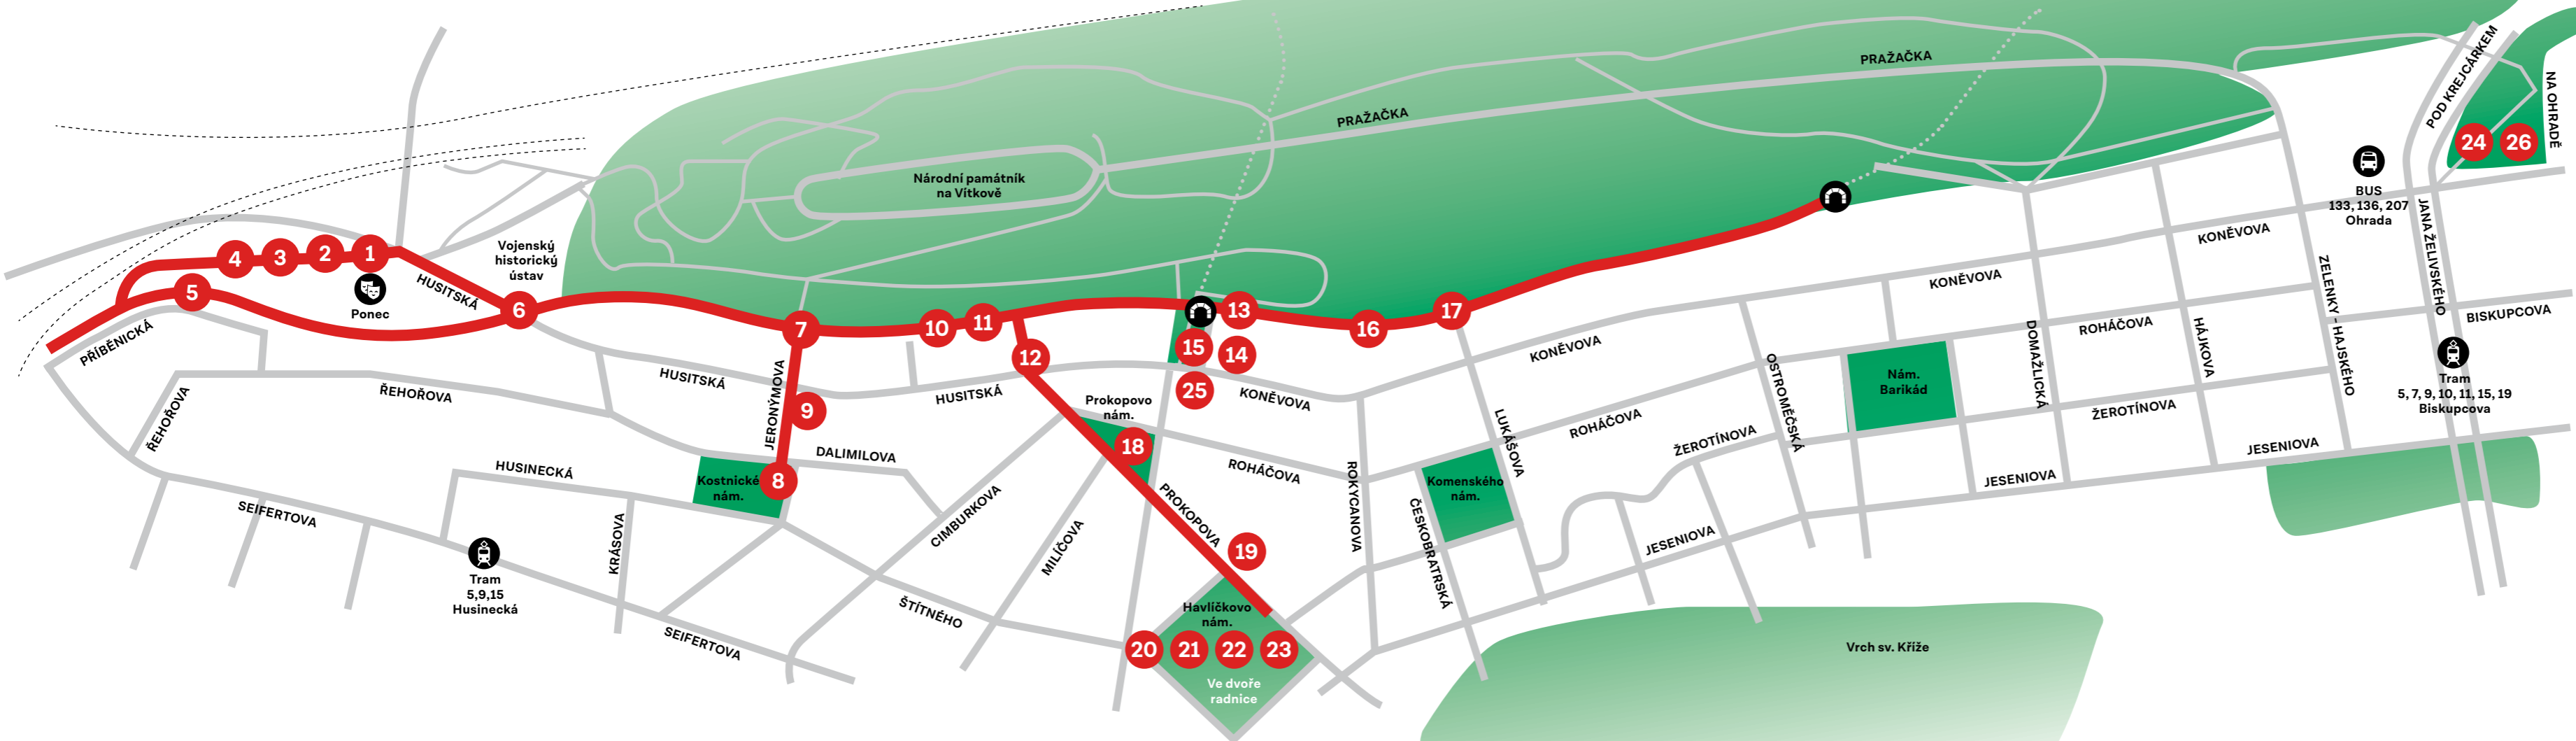 PRAŽAČKA
PRAŽAČKA
POD KREJCÁRKEM
NA OHRADĚ
24
26
BUS
133, 136, 207
Ohrada
Národní památník
na Vítkově
4
3
2
1
5
Ponec
HUSITSKÁ
Vojenský
historický
ústav
6
7
10
11
12
13
15
14
25
16
17
PŘÍBĚNICKÁ
ŘEHOŘOVA
ŘEHOŘOVA
HUSITSKÁ
HUSITSKÁ
JERONÝMOVA
9
8
Kostnické
nám.
DALIMILOVA
HUSINECKÁ
SEIFERTOVA
KRÁSOVA
Tram
5,9,15
Husinecká
SEIFERTOVA
CIMBURKOVA
MILÍČOVA
ŠTÍTNÉHO
Prokopovo
nám.
18
PROKOPOVA
19
Havlíčkovo
nám.
20
21
22
23
Ve dvoře
radnice
KONĚVOVA
KONĚVOVA
KONĚVOVA
KONĚVOVA
ROHÁČOVA
ROHÁČOVA
ROHÁČOVA
ROKYCANOVA
ČESKOBRATRSKÁ
Komenského
nám.
LUKÁŠOVA
ŽEROTÍNOVA
ŽEROTÍNOVA
OSTROMĚČSKÁ
Nám.
Barikád
DOMAŽLICKÁ
HÁJKOVA
ZELENKY - HAJSKÉHO
JANA ŽELIVSKÉHO
BISKUPCOVA
Tram
5, 7, 9, 10, 11, 15, 19
Biskupcova
JESENIOVA
JESENIOVA
JESENIOVA
Vrch sv. Kříže